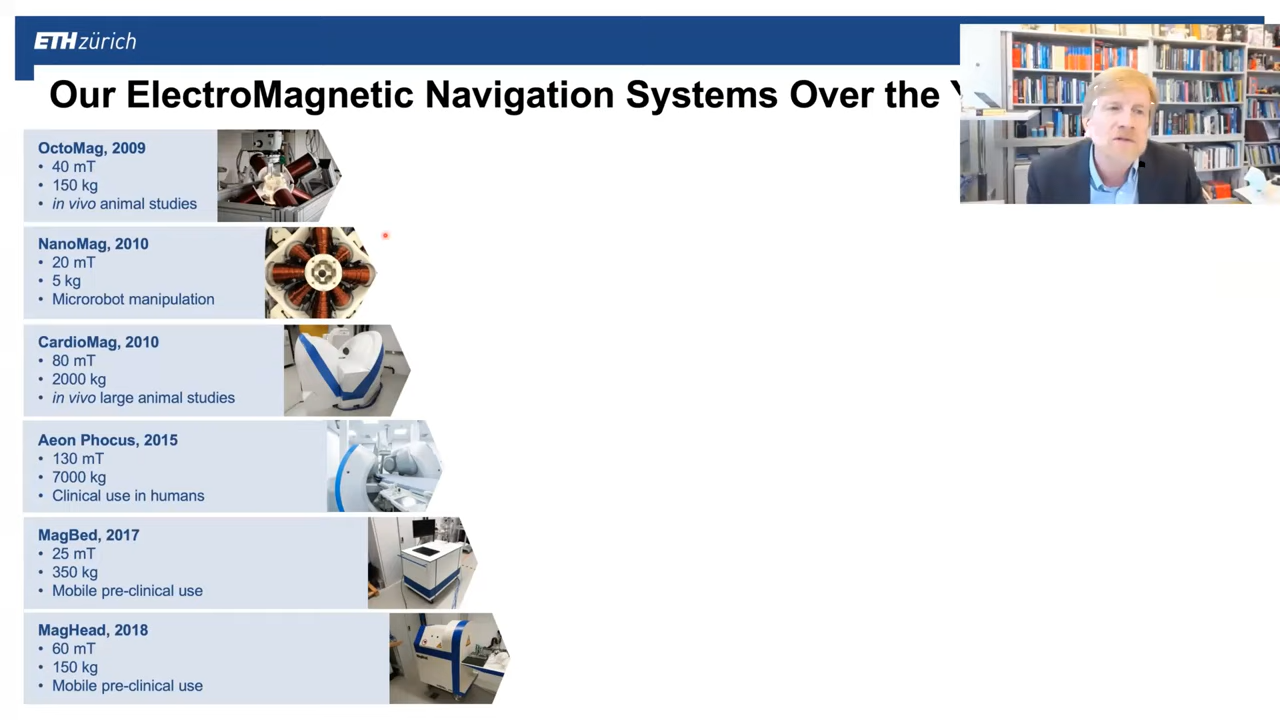 ETH zürich
Our ElectroMagnetic Navigation Systems Over the
OctoMag, 2009
• 40 mT
• 150 kg
• in vivo animal studies
NanoMag, 2010
• 20 mT
• 5 kg
• Microrobot manipulation
CardioMag, 2010
• 80 mT
• 2000 kg
• in vivo large animal studies
Aeon Phocus, 2015
• 130 mT
• 7000 kg
• Clinical use in humans
MagBed, 2017
• 25 mT
• 350 kg
• Mobile pre-clinical use
MagHead, 2018
• 60 mT
• 150 kg
• Mobile pre-clinical use